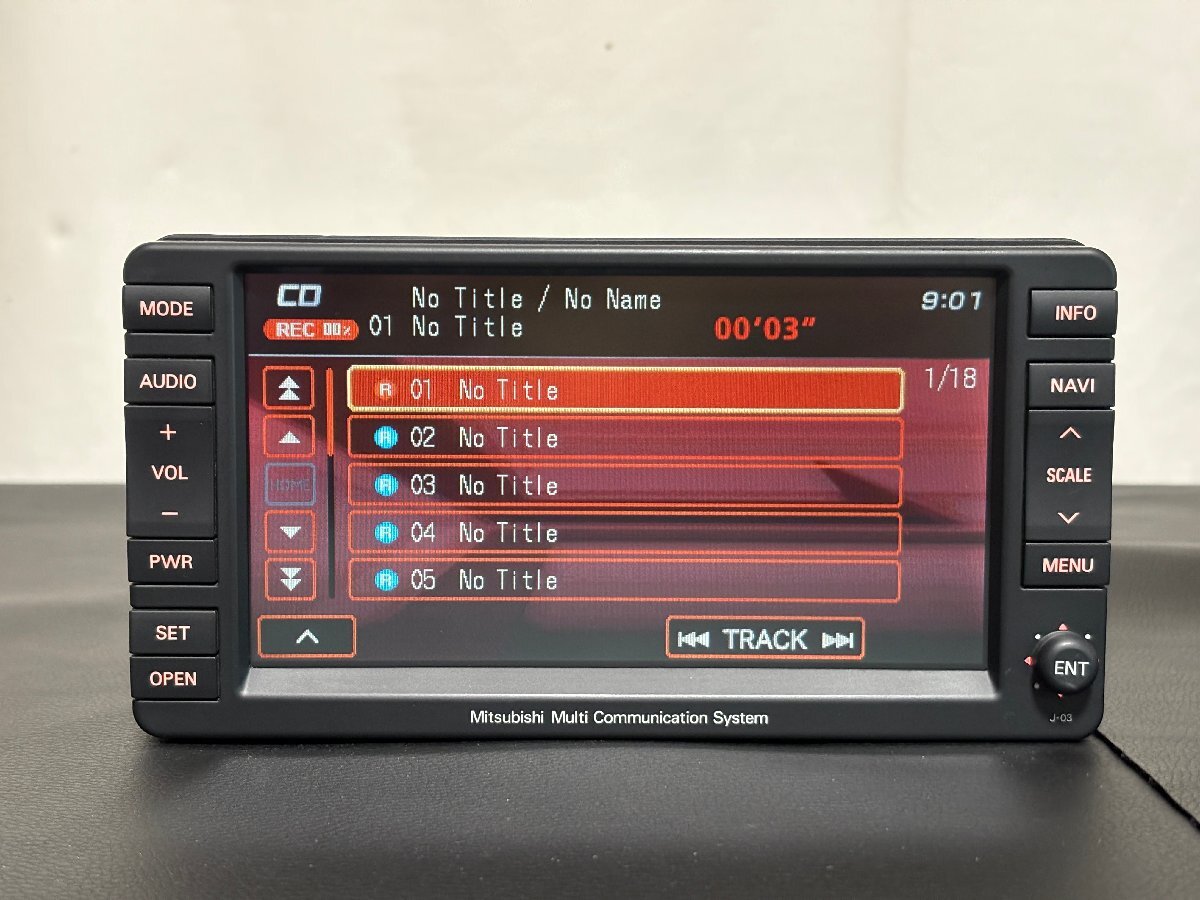 MODE
AUDIO
+
VOL
−
PWR
SET
OPEN
CD
No Title / No Name
9:01
REC 00%
01 No Title
00'03"
1/18
R 01 No Title
R 02 No Title
R 03 No Title
R 04 No Title
R 05 No Title
HOME
TRACK
INFO
NAVI
SCALE
MENU
ENT
J-03
Mitsubishi Multi Communication System